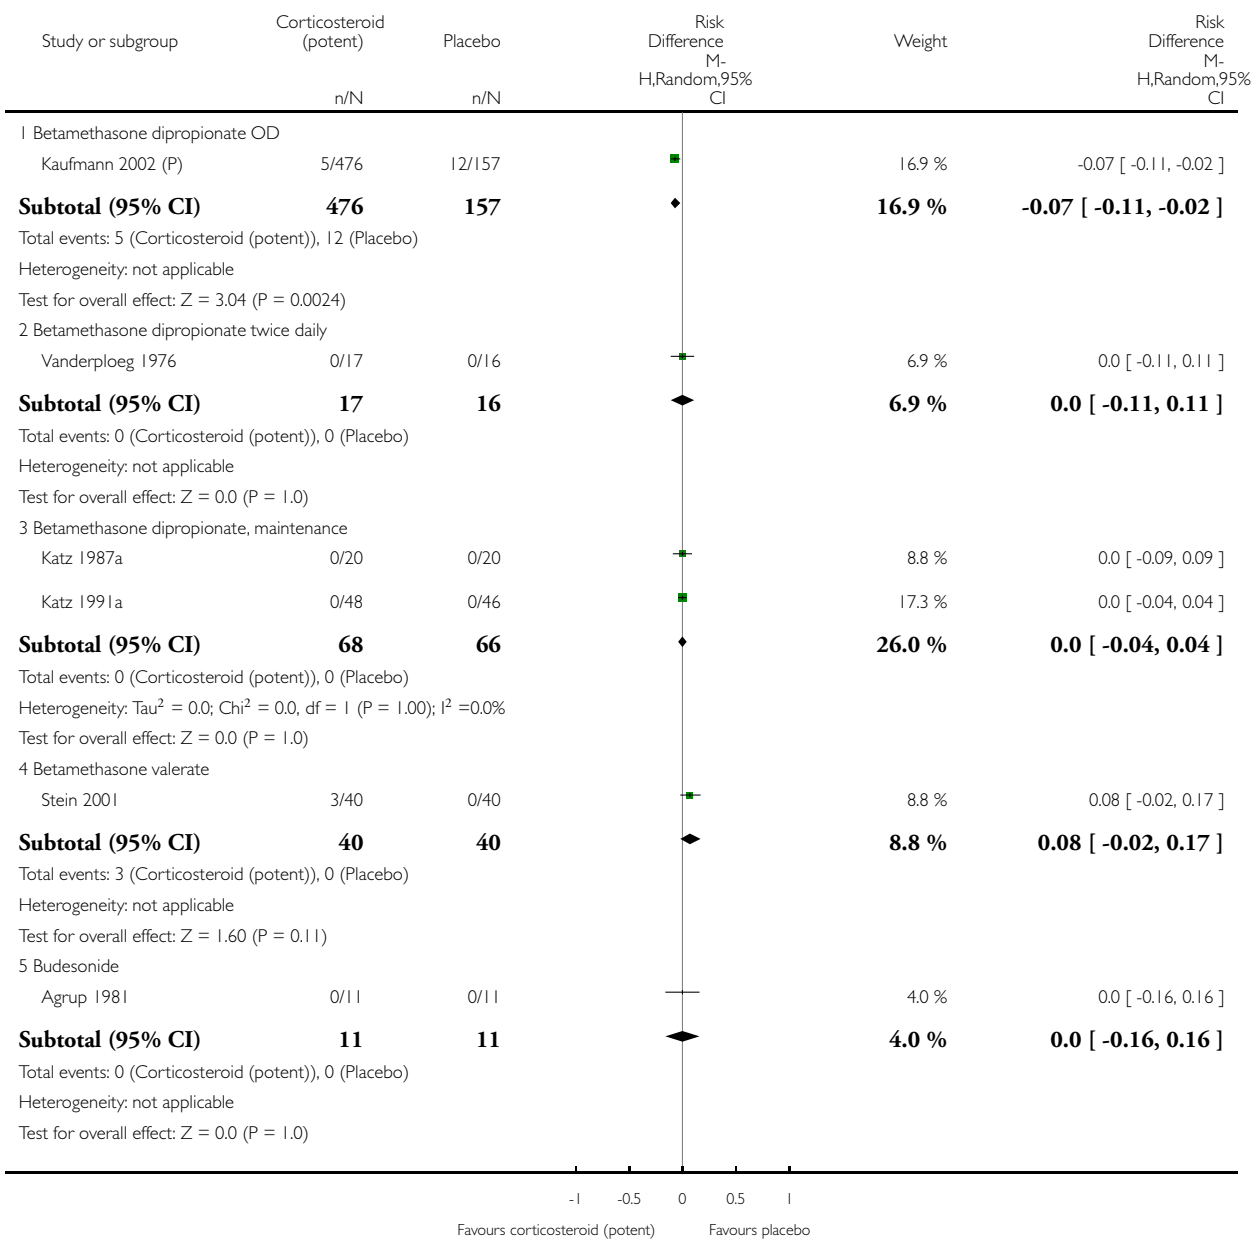 Study or subgroup Corticosteroid (potent) Placebo Risk Difference M-H,Random,95% CI Weight Risk Difference M-H,Random,95% CI
n/N n/N
1 Betamethasone dipropionate OD
Kaufmann 2002 (P) 5/476 12/157 16.9 % -0.07 [ -0.11, -0.02 ]
Subtotal (95% CI) 476 157 16.9 % -0.07 [ -0.11, -0.02 ]
Total events: 5 (Corticosteroid (potent)), 12 (Placebo)
Heterogeneity: not applicable
Test for overall effect: Z = 3.04 (P = 0.0024)
2 Betamethasone dipropionate twice daily
Vanderploeg 1976 0/17 0/16 6.9 % 0.0 [ -0.11, 0.11 ]
Subtotal (95% CI) 17 16 6.9 % 0.0 [ -0.11, 0.11 ]
Total events: 0 (Corticosteroid (potent)), 0 (Placebo)
Heterogeneity: not applicable
Test for overall effect: Z = 0.0 (P = 1.0)
3 Betamethasone dipropionate, maintenance
Katz 1987a 0/20 0/20 8.8 % 0.0 [ -0.09, 0.09 ]
Katz 1991a 0/48 0/46 17.3 % 0.0 [ -0.04, 0.04 ]
Subtotal (95% CI) 68 66 26.0 % 0.0 [ -0.04, 0.04 ]
Total events: 0 (Corticosteroid (potent)), 0 (Placebo)
Heterogeneity: Tau² = 0.0; Chi² = 0.0, df = 1 (P = 1.00); I² =0.0%
Test for overall effect: Z = 0.0 (P = 1.0)
4 Betamethasone valerate
Stein 2001 3/40 0/40 8.8 % 0.08 [ -0.02, 0.17 ]
Subtotal (95% CI) 40 40 8.8 % 0.08 [ -0.02, 0.17 ]
Total events: 3 (Corticosteroid (potent)), 0 (Placebo)
Heterogeneity: not applicable
Test for overall effect: Z = 1.60 (P = 0.11)
5 Budesonide
Agrup 1981 0/11 0/11 4.0 % 0.0 [ -0.16, 0.16 ]
Subtotal (95% CI) 11 11 4.0 % 0.0 [ -0.16, 0.16 ]
Total events: 0 (Corticosteroid (potent)), 0 (Placebo)
Heterogeneity: not applicable
Test for overall effect: Z = 0.0 (P = 1.0)
-1 -0.5 0 0.5 1
Favours corticosteroid (potent) Favours placebo